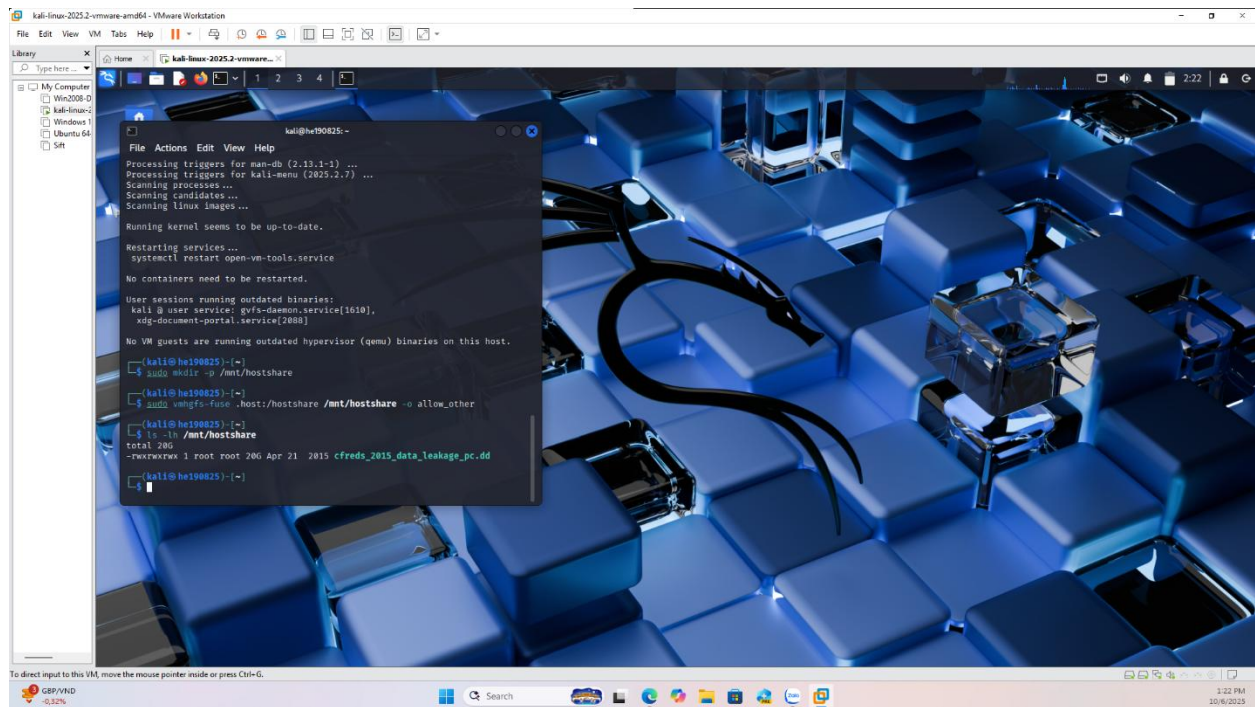 kali-linux-2025.2-vmware-amd64 - VMware Workstation
File Edit View VM Tabs Help
Library
Type here ...
My Computer
Win2008-D
kali-linux-2
Windows 1
Ubuntu 64
Sift
Home
kali-linux-2025.2-vmware...
1 2 3 4
2:22
kali@he190825: ~
File Actions Edit View Help
Processing triggers for man-db (2.13.1-1) ...
Processing triggers for kali-menu (2025.2.7) ...
Scanning processes ...
Scanning candidates ...
Scanning linux images ...
Running kernel seems to be up-to-date.
Restarting services ...
systemctl restart open-vm-tools.service
No containers need to be restarted.
User sessions running outdated binaries:
kali @ user service: gvfs-daemon.service[1610],
xdg-document-portal.service[2088]
No VM guests are running outdated hypervisor (qemu) binaries on this host.
┌──(kali㉿he190825)-[~]
└─$ sudo mkdir -p /mnt/hostshare
┌──(kali㉿he190825)-[~]
└─$ sudo vmhgfs-fuse .host:/hostshare /mnt/hostshare -o allow_other
┌──(kali㉿he190825)-[~]
└─$ ls -lh /mnt/hostshare
total 20G
-rwxrwxrwx 1 root root 20G Apr 21 2015 cfreds_2015_data_leakage_pc.dd
┌──(kali㉿he190825)-[~]
└─$
To direct input to this VM, move the mouse pointer inside or press Ctrl+G.
3
GBP/VND
-0,32%
Search
Zalo
1:22 PM
10/6/2025